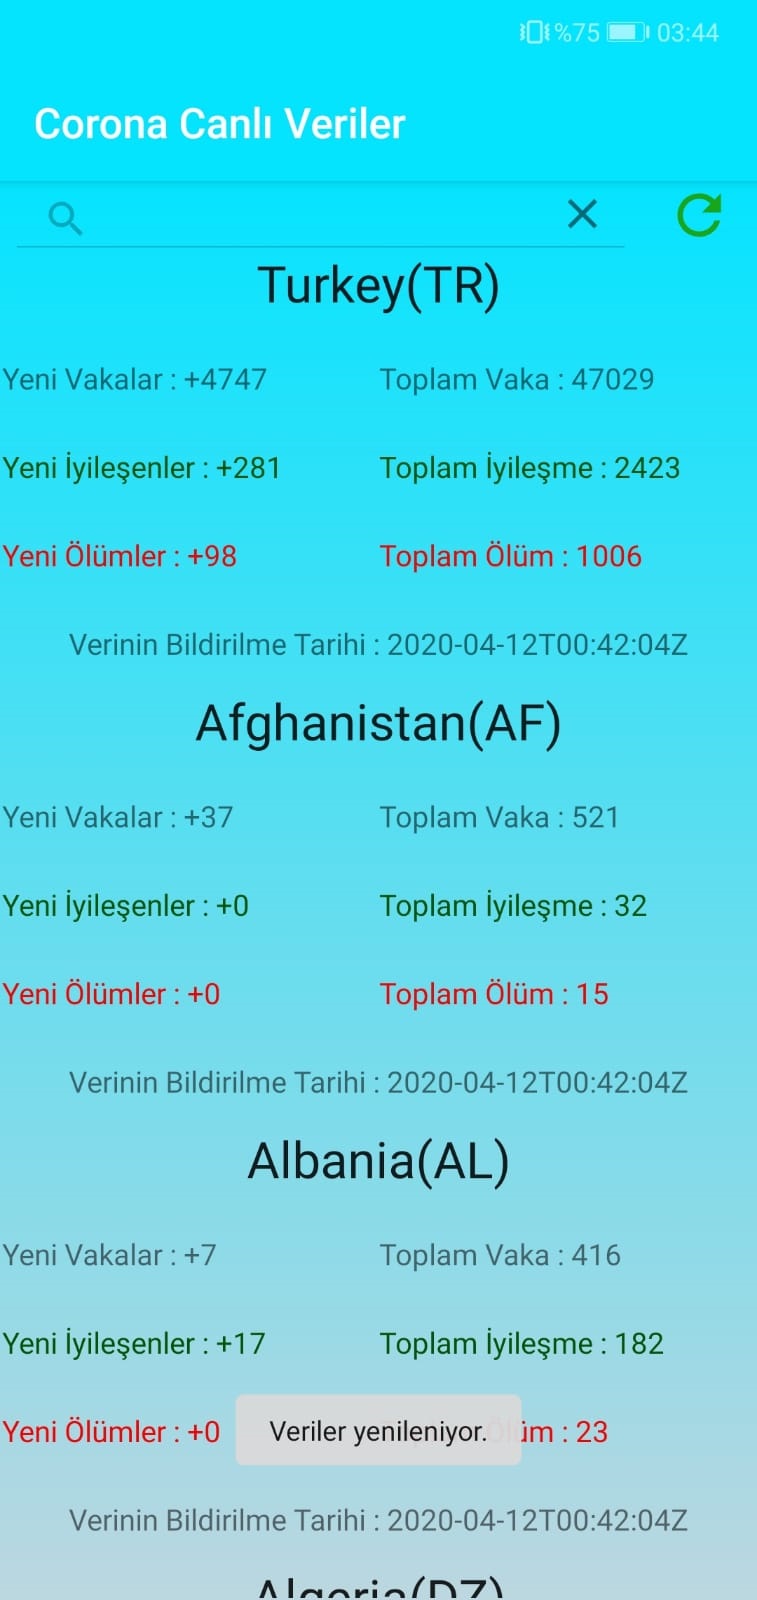 %75 03:44
Corona Canlı Veriler
Turkey(TR)
Yeni Vakalar : +4747 Toplam Vaka : 47029
Yeni İyileşenler : +281 Toplam İyileşme : 2423
Yeni Ölümler : +98 Toplam Ölüm : 1006
Verinin Bildirilme Tarihi : 2020-04-12T00:42:04Z
Afghanistan(AF)
Yeni Vakalar : +37 Toplam Vaka : 521
Yeni İyileşenler : +0 Toplam İyileşme : 32
Yeni Ölümler : +0 Toplam Ölüm : 15
Verinin Bildirilme Tarihi : 2020-04-12T00:42:04Z
Albania(AL)
Yeni Vakalar : +7 Toplam Vaka : 416
Yeni İyileşenler : +17 Toplam İyileşme : 182
Yeni Ölümler : +0 Toplam Ölüm : 23
Veriler yenileniyor.
Verinin Bildirilme Tarihi : 2020-04-12T00:42:04Z
Algeria(DZ)